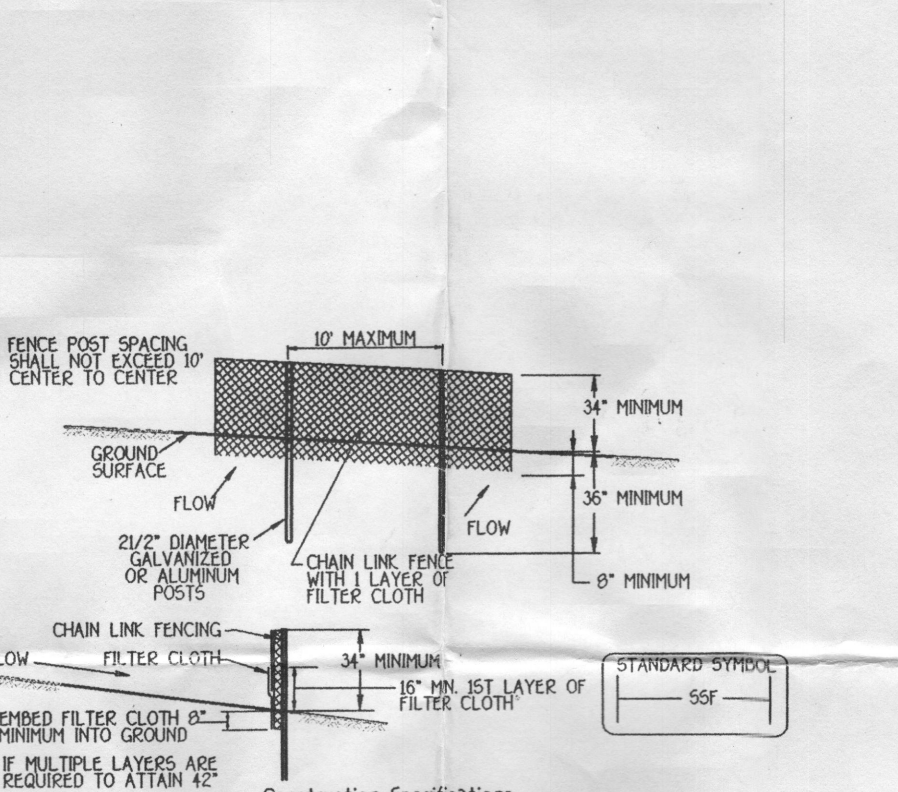 10' MAXIMUM
FENCE POST SPACING
SHALL NOT EXCEED 10'
CENTER TO CENTER
34" MINIMUM
GROUND
SURFACE
FLOW
36" MINIMUM
FLOW
21/2" DIAMETER
GALVANIZED
OR ALUMINUM
POSTS
CHAIN LINK FENCE
WITH 1 LAYER OF
FILTER CLOTH
8" MINIMUM
CHAIN LINK FENCING
LOW
FILTER CLOTH
34" MINIMUM
16" MN. 1ST LAYER OF
FILTER CLOTH
STANDARD SYMBOL
SSF
EMBED FILTER CLOTH 8"
MINIMUM INTO GROUND
IF MULTIPLE LAYERS ARE
REQUIRED TO ATTAIN 42"
Construction Specifications